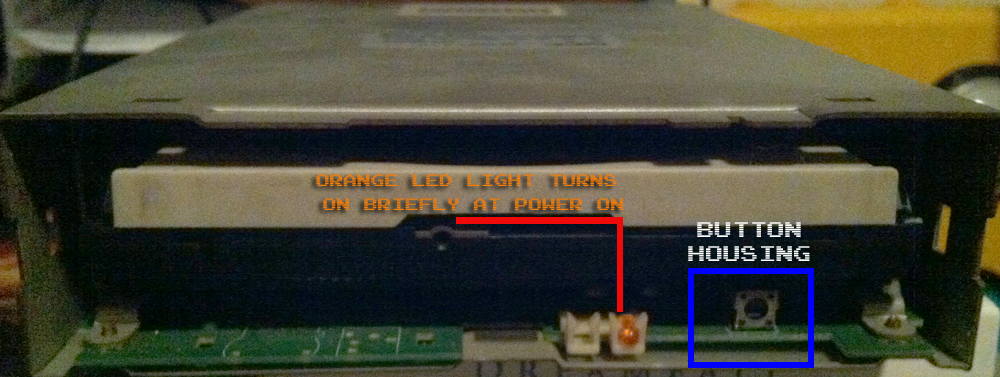 ORANGE LED LIGHT TURNS
ON BRIEFLY AT POWER ON
BUTTON
HOUSING